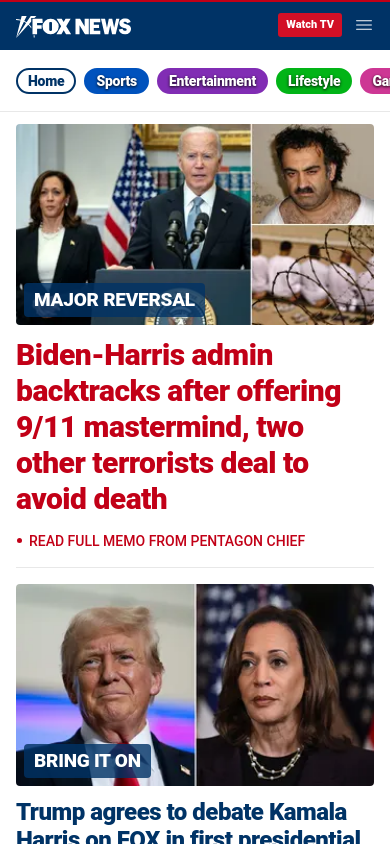 FOX NEWS
Watch TV
Home
Sports
Entertainment
Lifestyle
Ga
MAJOR REVERSAL
Biden-Harris admin
backtracks after offering
9/11 mastermind, two
other terrorists deal to
avoid death
• READ FULL MEMO FROM PENTAGON CHIEF
BRING IT ON
Trump agrees to debate Kamala
Harris on FOX in first presidential